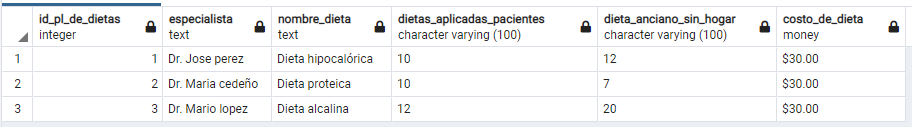 id_pl_de_dietas especialista nombre_dieta dietas_aplicadas_pacientes dieta_anciano_sin_hogar costo_de_dieta
integer text text character varying (100) character varying (100) money
1 1 Dr. Jose perez Dieta hipocalórica 10 12 $30.00
2 2 Dr. Maria cedeño Dieta proteica 10 7 $30.00
3 3 Dr. Mario lopez Dieta alcalina 12 20 $30.00